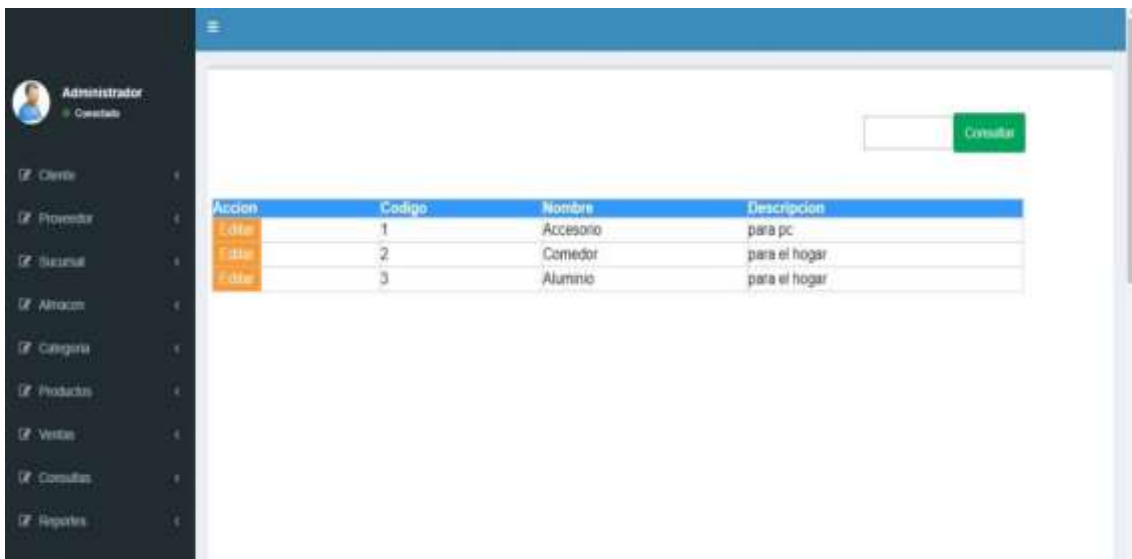 Administrador
Conectado
Consultar
Cliente
Proveedor
Sucursal
Almacen
Categoria
Productos
Ventas
Consultas
Reportes
Accion Codigo Nombre Descripcion
Editar 1 Accesorio para pc
Editar 2 Comedor para el hogar
Editar 3 Aluminio para el hogar